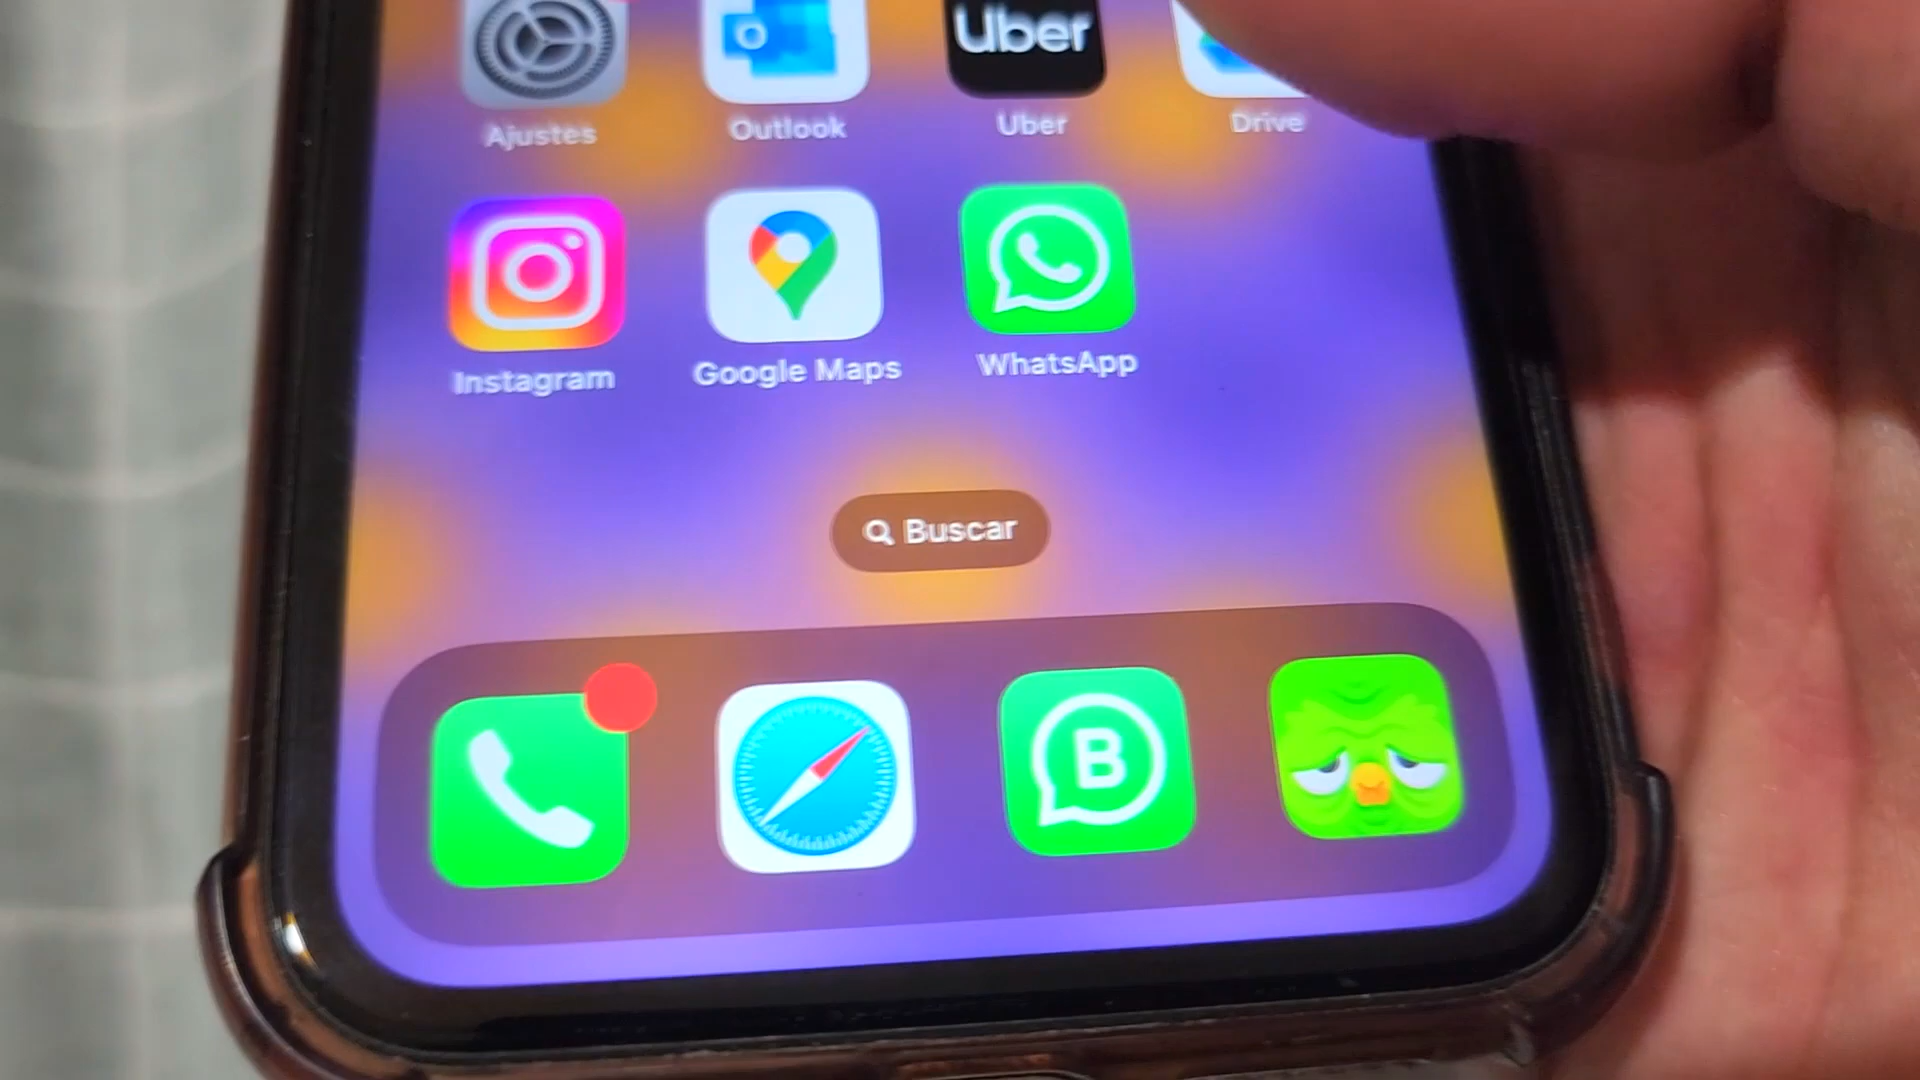 Uber
Ajustes
Outlook
Uber
Drive
Instagram
Google Maps
WhatsApp
Buscar
B